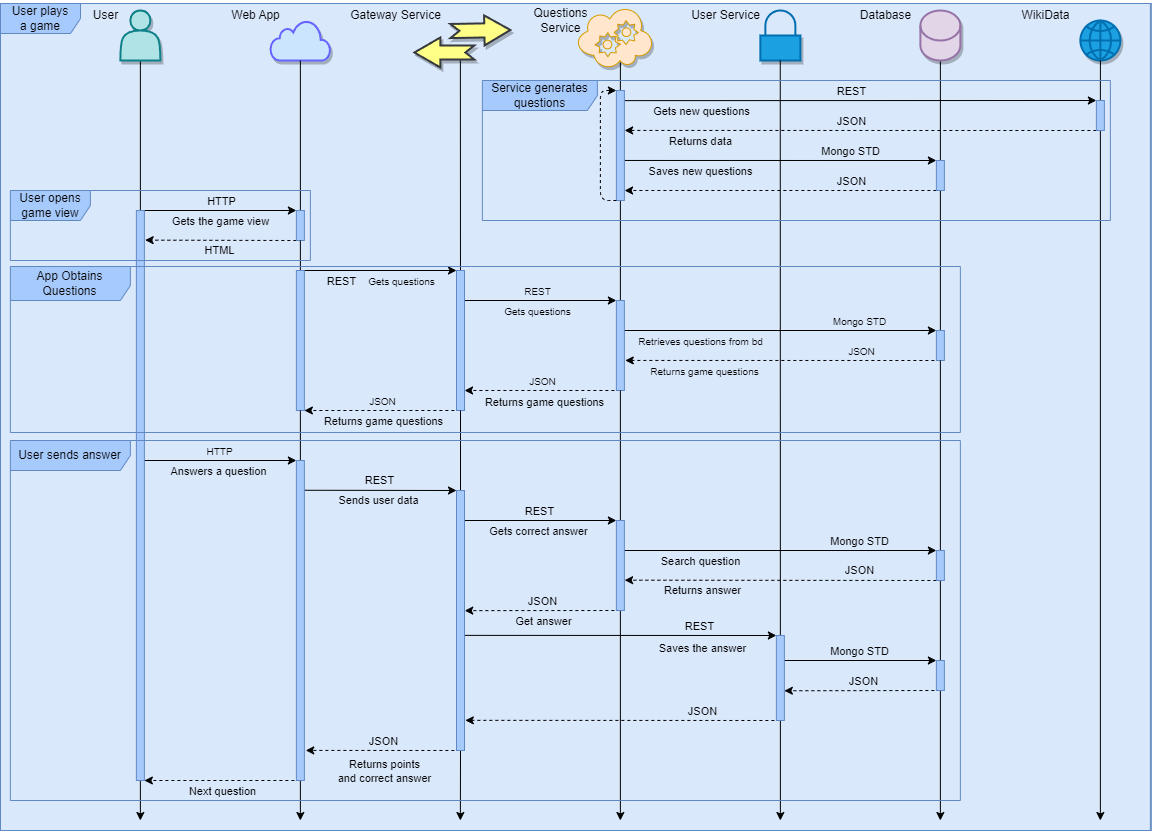 User plays
a game
User
Web App
Gateway Service
Questions
Service
User Service
Database
WikiData
Service generates
questions
REST
Gets new questions
JSON
Returns data
Mongo STD
Saves new questions
JSON
User opens
game view
HTTP
Gets the game view
HTML
App Obtains
Questions
REST Gets questions
REST
Gets questions
Mongo STD
Retrieves questions from bd
JSON
Returns game questions
JSON
Returns game questions
JSON
Returns game questions
User sends answer
HTTP
Answers a question
REST
Sends user data
REST
Gets correct answer
Mongo STD
Search question
JSON
Returns answer
JSON
Get answer
REST
Saves the answer
Mongo STD
JSON
JSON
JSON
Returns points
and correct answer
Next question